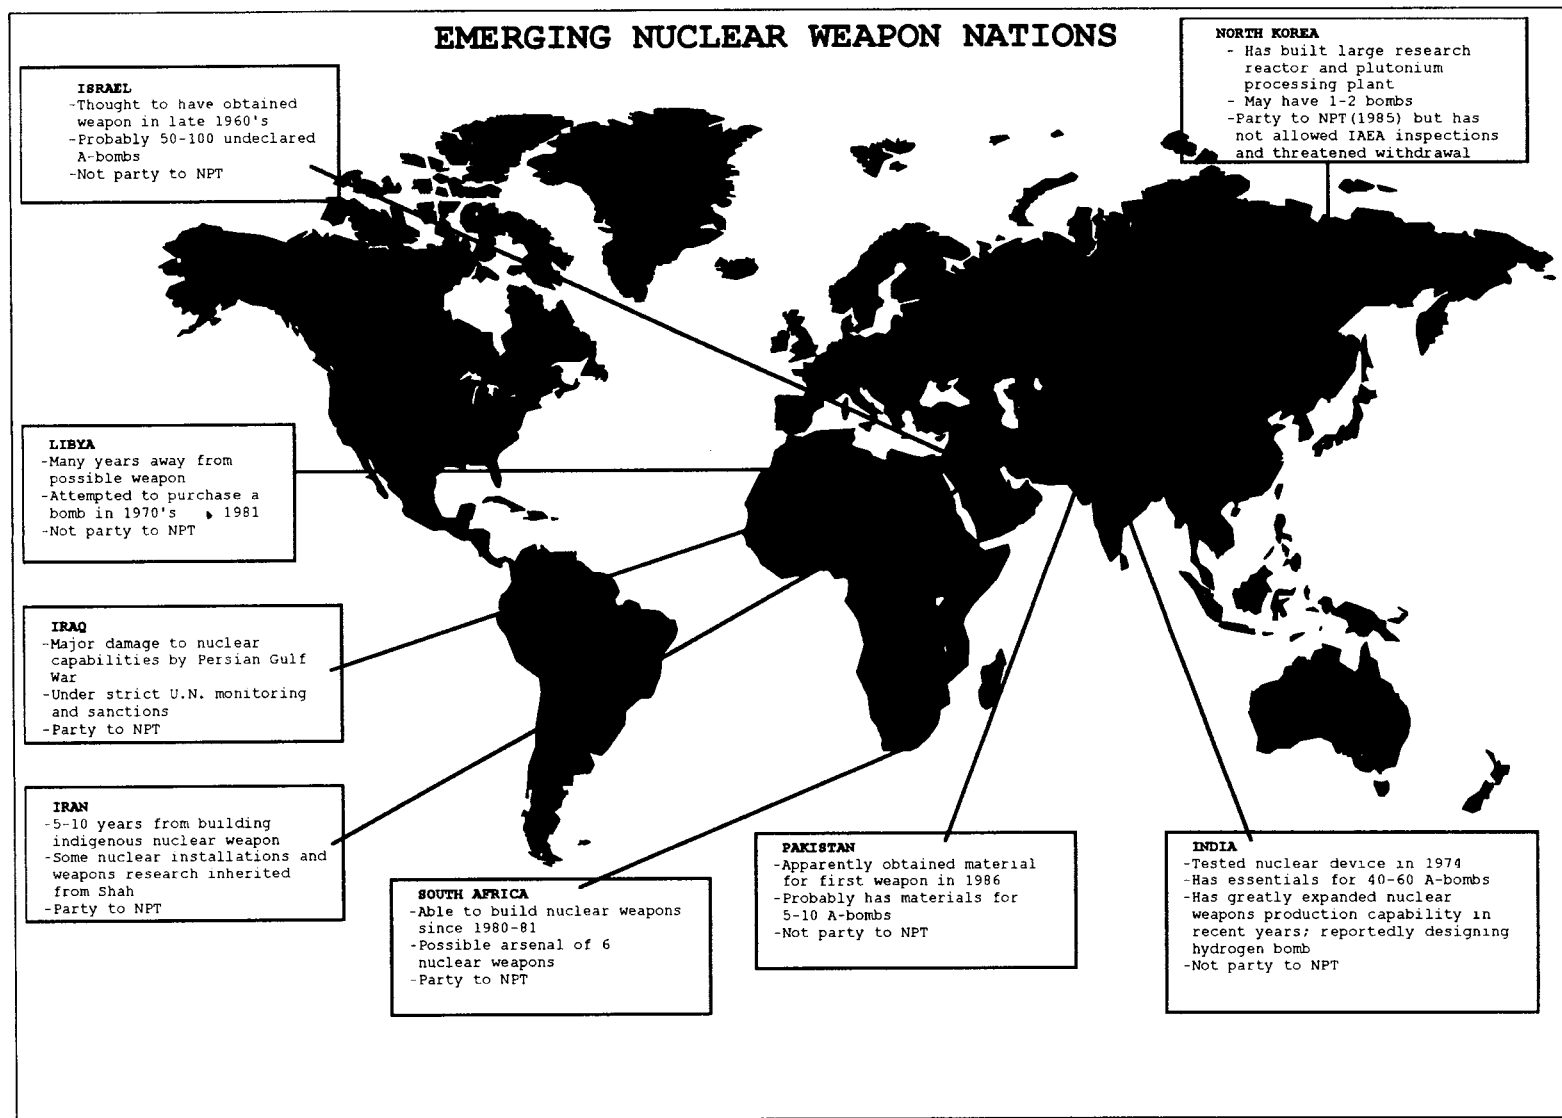 EMERGING NUCLEAR WEAPON NATIONS
ISRAEL
-Thought to have obtained
weapon in late 1960's
-Probably 50-100 undeclared
A-bombs
-Not party to NPT
NORTH KOREA
- Has built large research
reactor and plutonium
processing plant
- May have 1-2 bombs
-Party to NPT(1985) but has
not allowed IAEA inspections
and threatened withdrawal
LIBYA
-Many years away from
possible weapon
-Attempted to purchase a
bomb in 1970's 1981
-Not party to NPT
IRAQ
-Major damage to nuclear
capabilities by Persian Gulf
War
-Under strict U.N. monitoring
and sanctions
-Party to NPT
IRAN
-5-10 years from building
indigenous nuclear weapon
-Some nuclear installations and
weapons research inherited
from Shah
-Party to NPT
SOUTH AFRICA
-Able to build nuclear weapons
since 1980-81
-Possible arsenal of 6
nuclear weapons
-Party to NPT
PAKISTAN
-Apparently obtained material
for first weapon in 1986
-Probably has materials for
5-10 A-bombs
-Not party to NPT
INDIA
-Tested nuclear device in 1974
-Has essentials for 40-60 A-bombs
-Has greatly expanded nuclear
weapons production capability in
recent years; reportedly designing
hydrogen bomb
-Not party to NPT